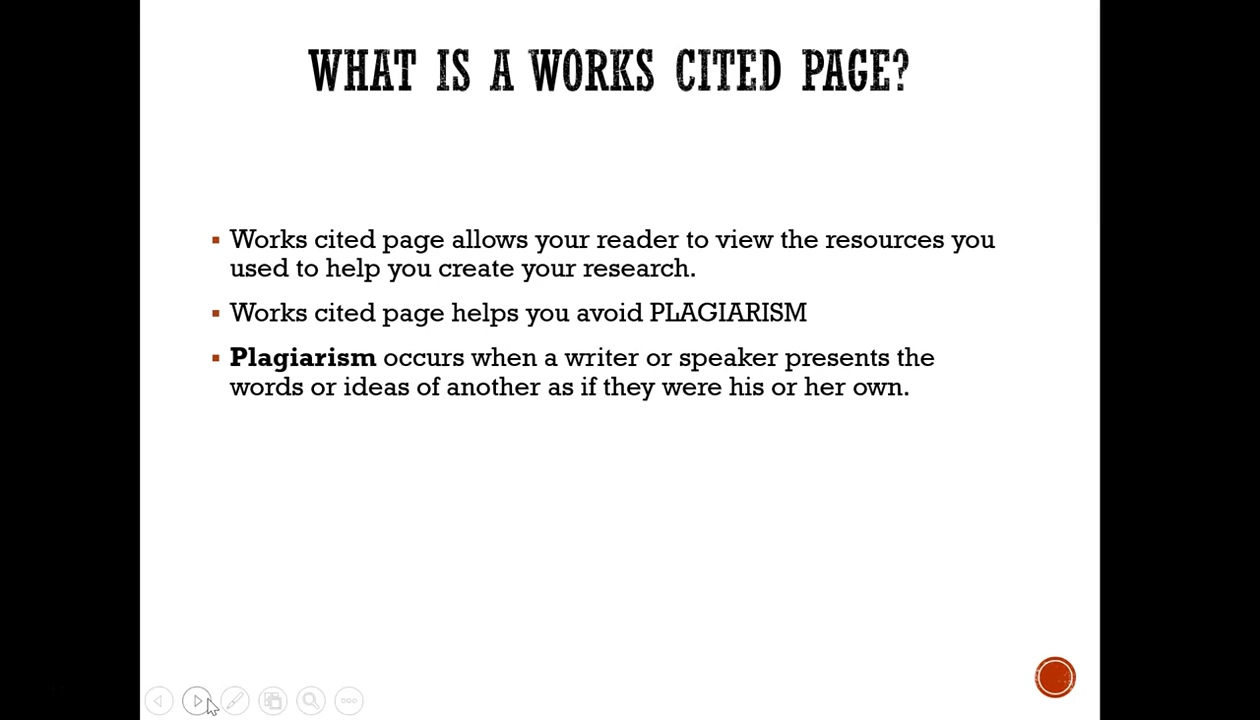 WHAT IS A WORKS CITED PAGE?
Works cited page allows your reader to view the resources you
used to help you create your research.
Works cited page helps you avoid PLAGIARISM
Plagiarism occurs when a writer or speaker presents the
words or ideas of another as if they were his or her own.